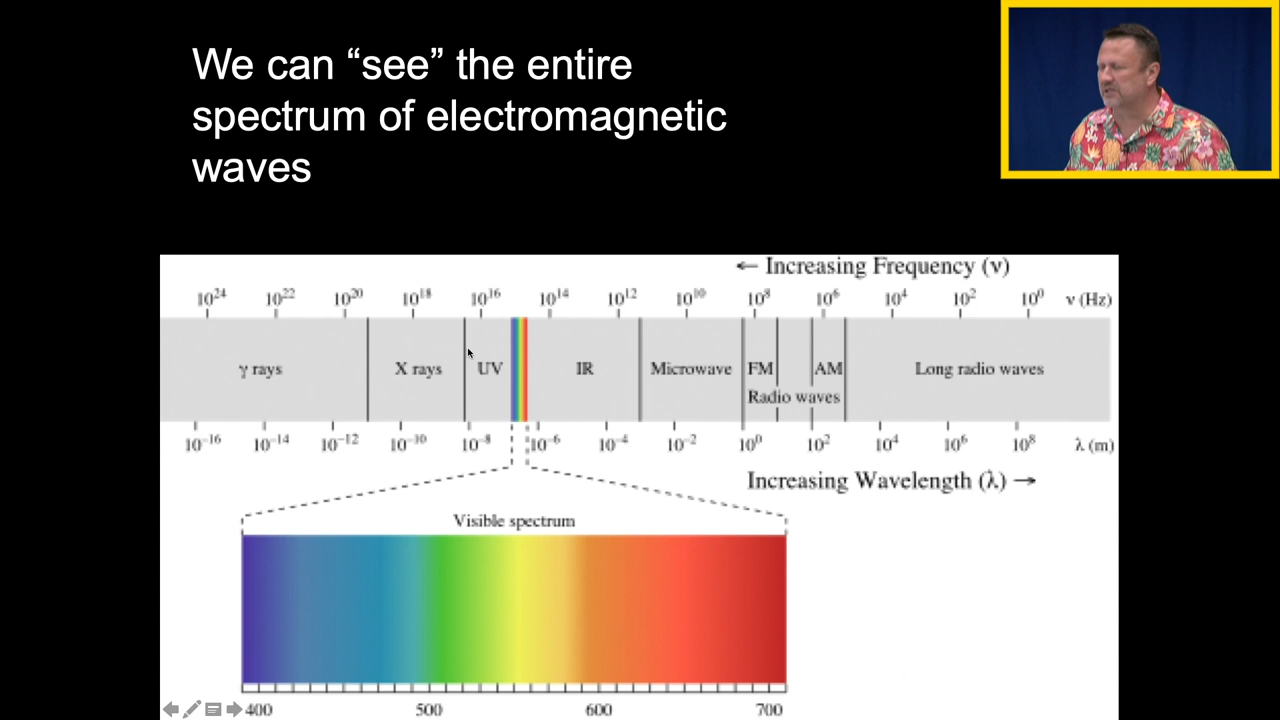 We can “see” the entire
spectrum of electromagnetic
waves
← Increasing Frequency (ν)
10²⁴ 10²² 10²⁰ 10¹⁸ 10¹⁶ 10¹⁴ 10¹² 10¹⁰ 10⁸ 10⁶ 10⁴ 10² 10⁰ ν (Hz)
γ rays X rays UV IR Microwave FM AM Long radio waves
Radio waves
10⁻¹⁶ 10⁻¹⁴ 10⁻¹² 10⁻¹⁰ 10⁻⁸ 10⁻⁶ 10⁻⁴ 10⁻² 10⁰ 10² 10⁴ 10⁶ 10⁸ λ (m)
Increasing Wavelength (λ) →
Visible spectrum
400 500 600 700